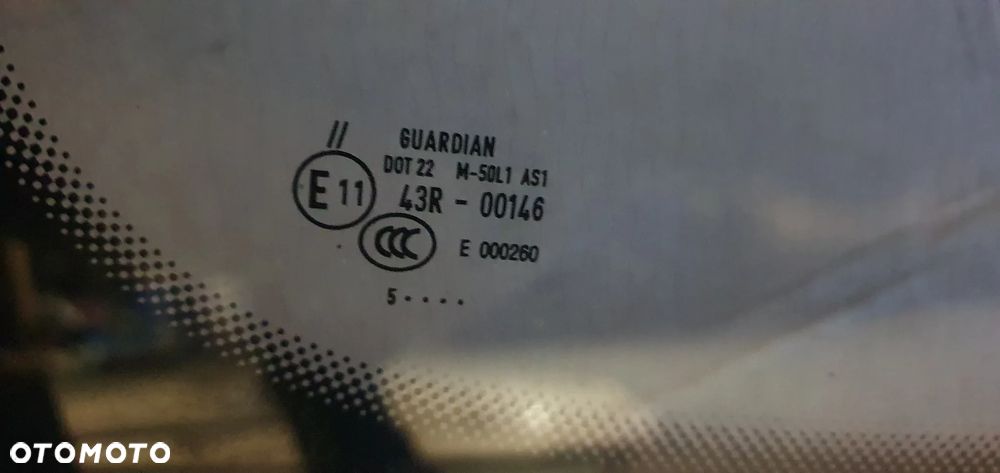 //
GUARDIAN
DOT 22 M-50L1 AS1
E 11 43R - 00146
CCC E 000260
5 • • • •
OTOMOTO